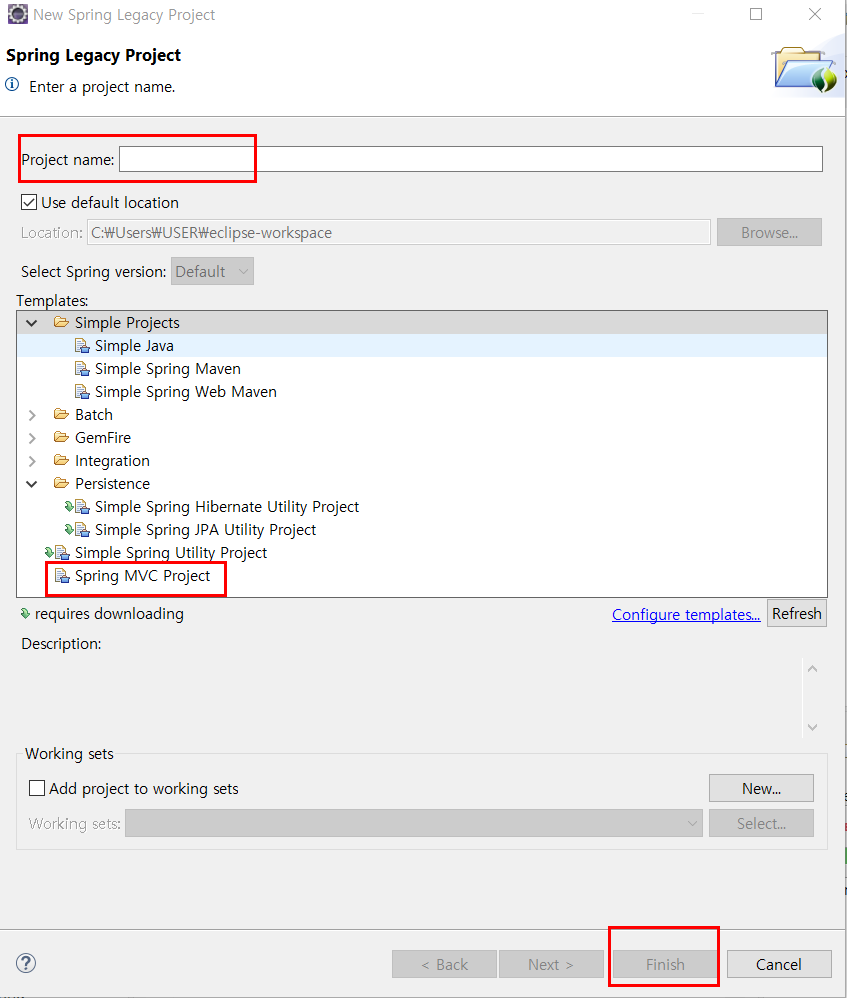 New Spring Legacy Project
Spring Legacy Project
Enter a project name.
Project name:
Use default location
Location: C:₩Users₩USER₩eclipse-workspace Browse...
Select Spring version: Default
Templates:
Simple Projects
Simple Java
Simple Spring Maven
Simple Spring Web Maven
Batch
GemFire
Integration
Persistence
Simple Spring Hibernate Utility Project
Simple Spring JPA Utility Project
Simple Spring Utility Project
Spring MVC Project
requires downloading Configure templates... Refresh
Description:
Working sets
Add project to working sets New...
Working sets: Select...
? < Back Next > Finish Cancel